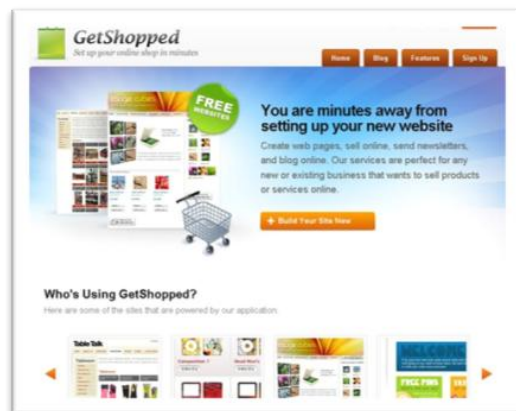 GetShopped
Set up your online shop in minutes
Home Blog Features Sign Up
FREE
WEBSITES
You are minutes away from
setting up your new website
Create web pages, sell online, send newsletters,
and blog online. Our services are perfect for any
new or existing business that wants to sell products
or services online.
+ Build Your Site Now
Who's Using GetShopped?
Here are some of the sites that are powered by our application.
Table Talk
WELCOME
FREE PINS